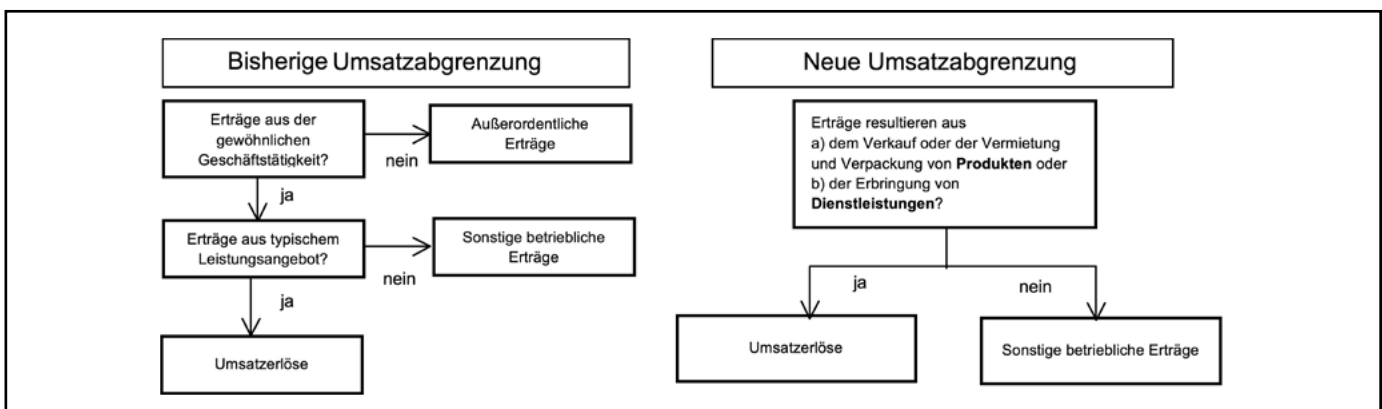 Bisherige Umsatzabgrenzung
Erträge aus der
gewöhnlichen
Geschäftstätigkeit?
nein
Außerordentliche
Erträge
ja
Erträge aus typischem
Leistungsangebot?
nein
Sonstige betriebliche
Erträge
ja
Umsatzerlöse
Neue Umsatzabgrenzung
Erträge resultieren aus
a) dem Verkauf oder der Vermietung
und Verpackung von Produkten oder
b) der Erbringung von
Dienstleistungen?
ja
nein
Umsatzerlöse
Sonstige betriebliche Erträge